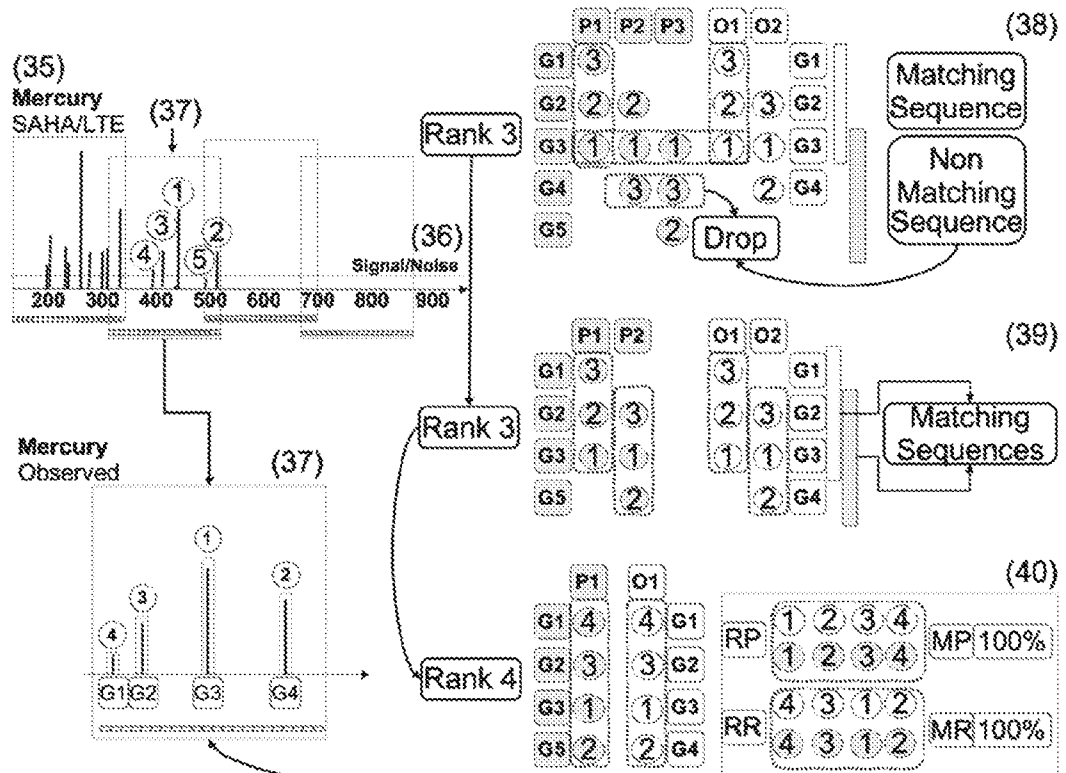 (35)
Mercury
SAHA/LTE
(37)
1
3
4
5
2
(36)
Signal/Noise
200 300 400 500 600 700 800 900
Rank 3
P1 P2 P3 O1 O2
(38)
G1 3 3 G1
G2 2 2 2 3 G2
G3 1 1 1 1 1 G3
G4 3 3 2 G4
G5 2
Drop
Matching
Sequence
Non
Matching
Sequence
Rank 3
P1 P2 O1 O2
(39)
G1 3 3 G1
G2 2 3 2 3 G2
G3 1 1 1 1 G3
G5 2 2 G4
Matching
Sequences
Mercury
Observed
(37)
1
2
3
4
G1 G2 G3 G4
Rank 4
P1 O1
(40)
G1 4 4 G1
G2 3 3 G2
G3 1 1 G3
G5 2 2 G4
RP 1 2 3 4
1 2 3 4
MP 100%
RR 4 3 1 2
4 3 1 2
MR 100%